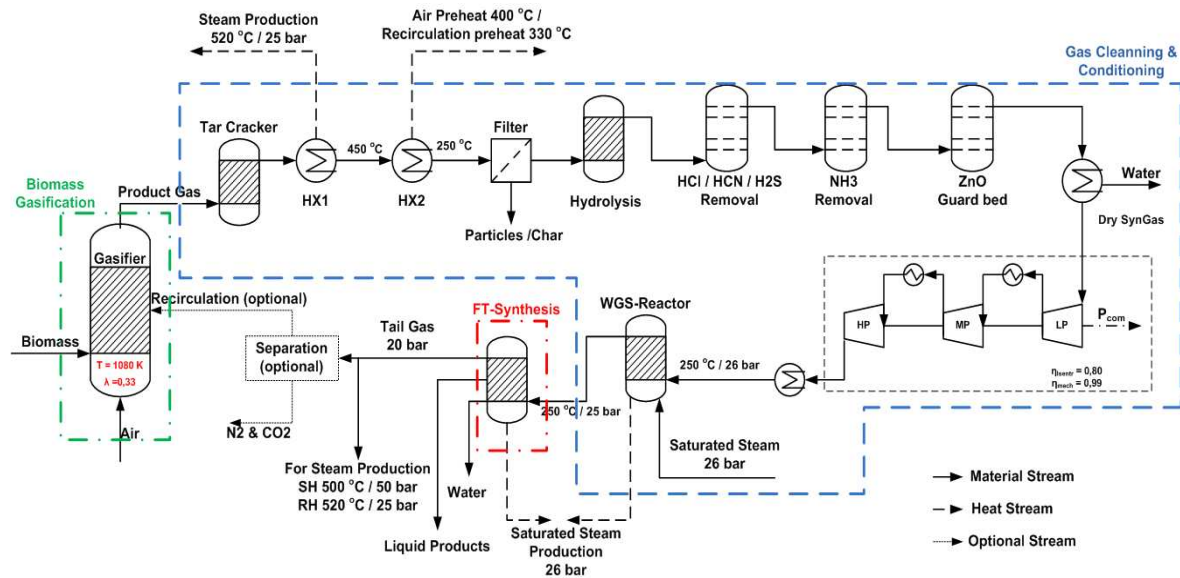 Steam Production
520 °C / 25 bar
Air Preheat 400 °C /
Recirculation preheat 330 °C
Gas Cleanning &
Conditioning
Tar Cracker
450 °C
250 °C
Filter
HX1
HX2
Hydrolysis
HCl / HCN / H2S
Removal
NH3
Removal
ZnO
Guard bed
Water
Particles /Char
Dry SynGas
Biomass
Gasification
Product Gas
Gasifier
Recirculation (optional)
Biomass
T = 1080 K
λ =0,33
Air
Separation
(optional)
N2 & CO2
Tail Gas
20 bar
FT-Synthesis
WGS-Reactor
250 °C / 26 bar
250 °C / 25 bar
HP
MP
LP
Pcom
ηisentr = 0,80
ηmech = 0,99
For Steam Production
SH 500 °C / 50 bar
RH 520 °C / 25 bar
Water
Liquid Products
Saturated Steam
26 bar
Saturated Steam
Production
26 bar
Material Stream
Heat Stream
Optional Stream